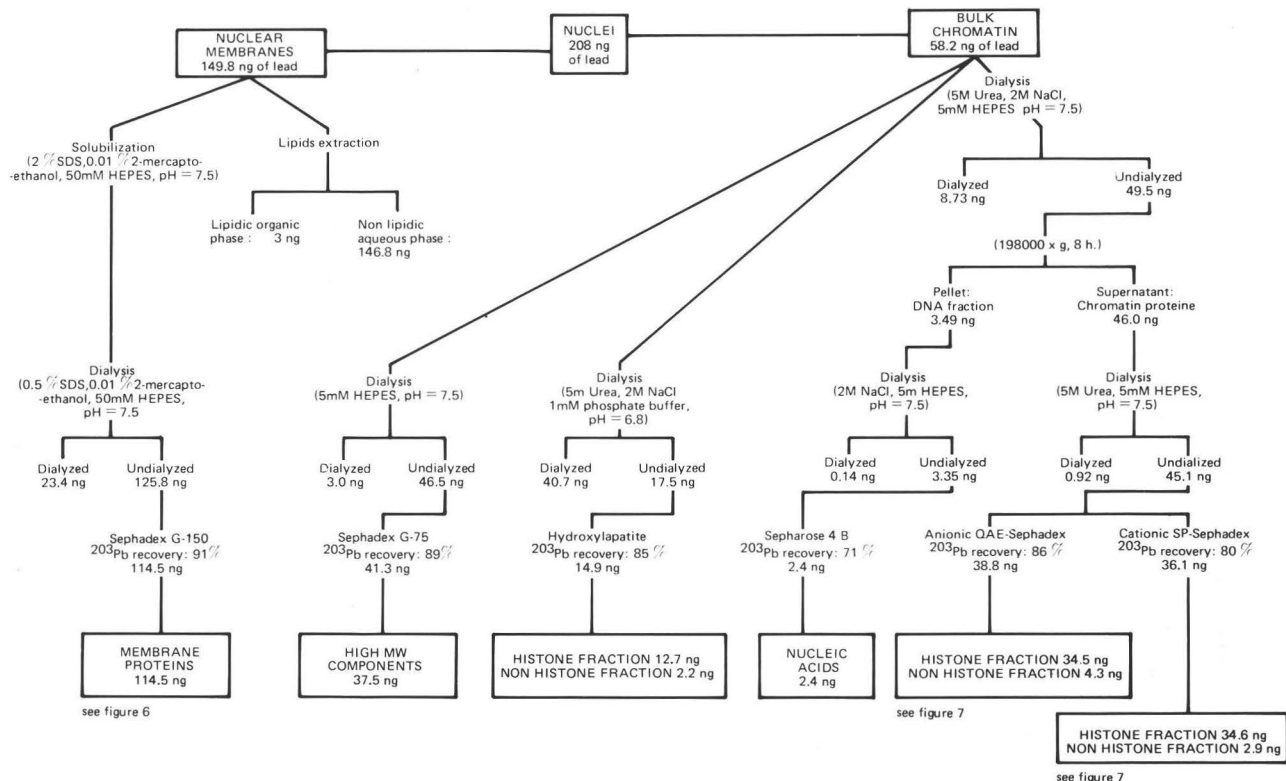 NUCLEAR
MEMBRANES
149.8 ng of lead
NUCLEI
208 ng
of lead
BULK
CHROMATIN
58.2 ng of lead
Dialysis
(5M Urea, 2M NaCl,
5mM HEPES pH = 7.5)
Solubilization
(2 % SDS,0.01 % 2-mercapto-
-ethanol, 50mM HEPES, pH = 7.5)
Lipids extraction
Dialyzed
8.73 ng
Undialyzed
49.5 ng
Lipidic organic
phase : 3 ng
Non lipidic
aqueous phase :
146.8 ng
(198000 x g, 8 h.)
Pellet:
DNA fraction
3.49 ng
Supernatant:
Chromatin proteine
46.0 ng
Dialysis
(0.5 % SDS,0.01 % 2-mercapto-
-ethanol, 50mM HEPES,
pH = 7.5
Dialysis
(5mM HEPES, pH = 7.5)
Dialysis
(5m Urea, 2M NaCl
1mM phosphate buffer,
pH = 6.8)
Dialysis
(2M NaCl, 5m HEPES,
pH = 7.5)
Dialysis
(5M Urea, 5mM HEPES,
pH = 7.5)
Dialyzed
23.4 ng
Undialyzed
125.8 ng
Dialyzed
3.0 ng
Undialyzed
46.5 ng
Dialyzed
40.7 ng
Undialyzed
17.5 ng
Dialyzed
0.14 ng
Undialyzed
3.35 ng
Dialyzed
0.92 ng
Undialized
45.1 ng
Sephadex G-150
203Pb recovery: 91%
114.5 ng
Sephadex G-75
203Pb recovery: 89%
41.3 ng
Hydroxylapatite
203Pb recovery: 85 %
14.9 ng
Sepharose 4 B
203Pb recovery: 71 %
2.4 ng
Anionic QAE-Sephadex
203Pb recovery: 86 %
38.8 ng
Cationic SP-Sephadex
203Pb recovery: 80 %
36.1 ng
MEMBRANE
PROTEINS
114.5 ng
HIGH MW
COMPONENTS
37.5 ng
HISTONE FRACTION 12.7 ng
NON HISTONE FRACTION 2.2 ng
NUCLEIC
ACIDS
2.4 ng
HISTONE FRACTION 34.5 ng
NON HISTONE FRACTION 4.3 ng
see figure 6
see figure 7
HISTONE FRACTION 34.6 ng
NON HISTONE FRACTION 2.9 ng
see figure 7